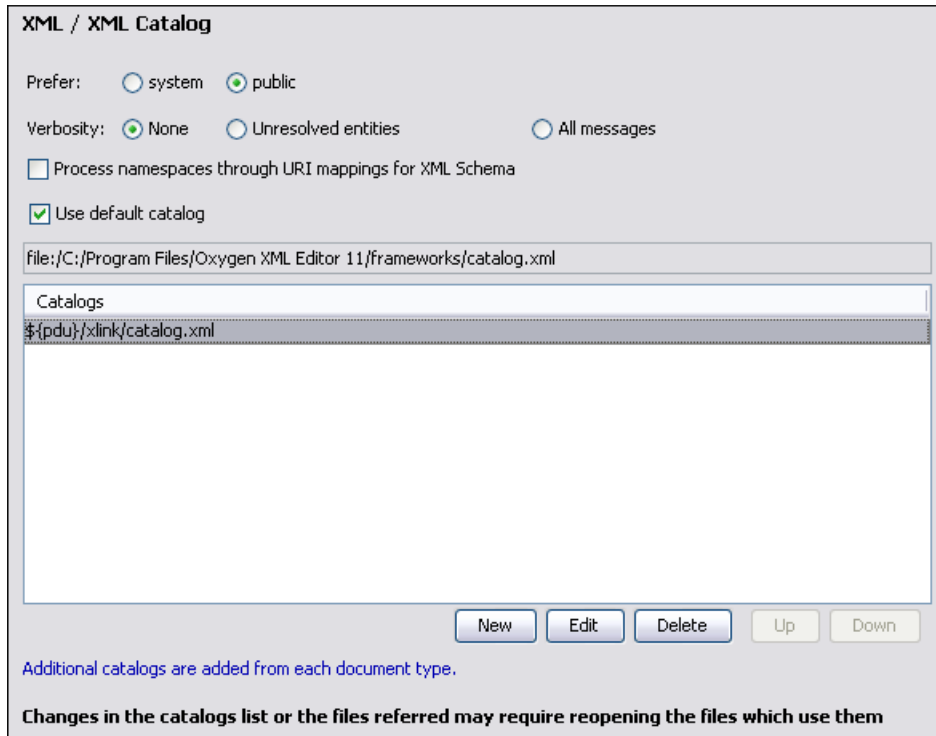 XML / XML Catalog
Prefer: system public
Verbosity: None Unresolved entities All messages
Process namespaces through URI mappings for XML Schema
Use default catalog
file:/C:/Program Files/Oxygen XML Editor 11/frameworks/catalog.xml
Catalogs
${pdu}/xlink/catalog.xml
New Edit Delete Up Down
Additional catalogs are added from each document type.
Changes in the catalogs list or the files referred may require reopening the files which use them